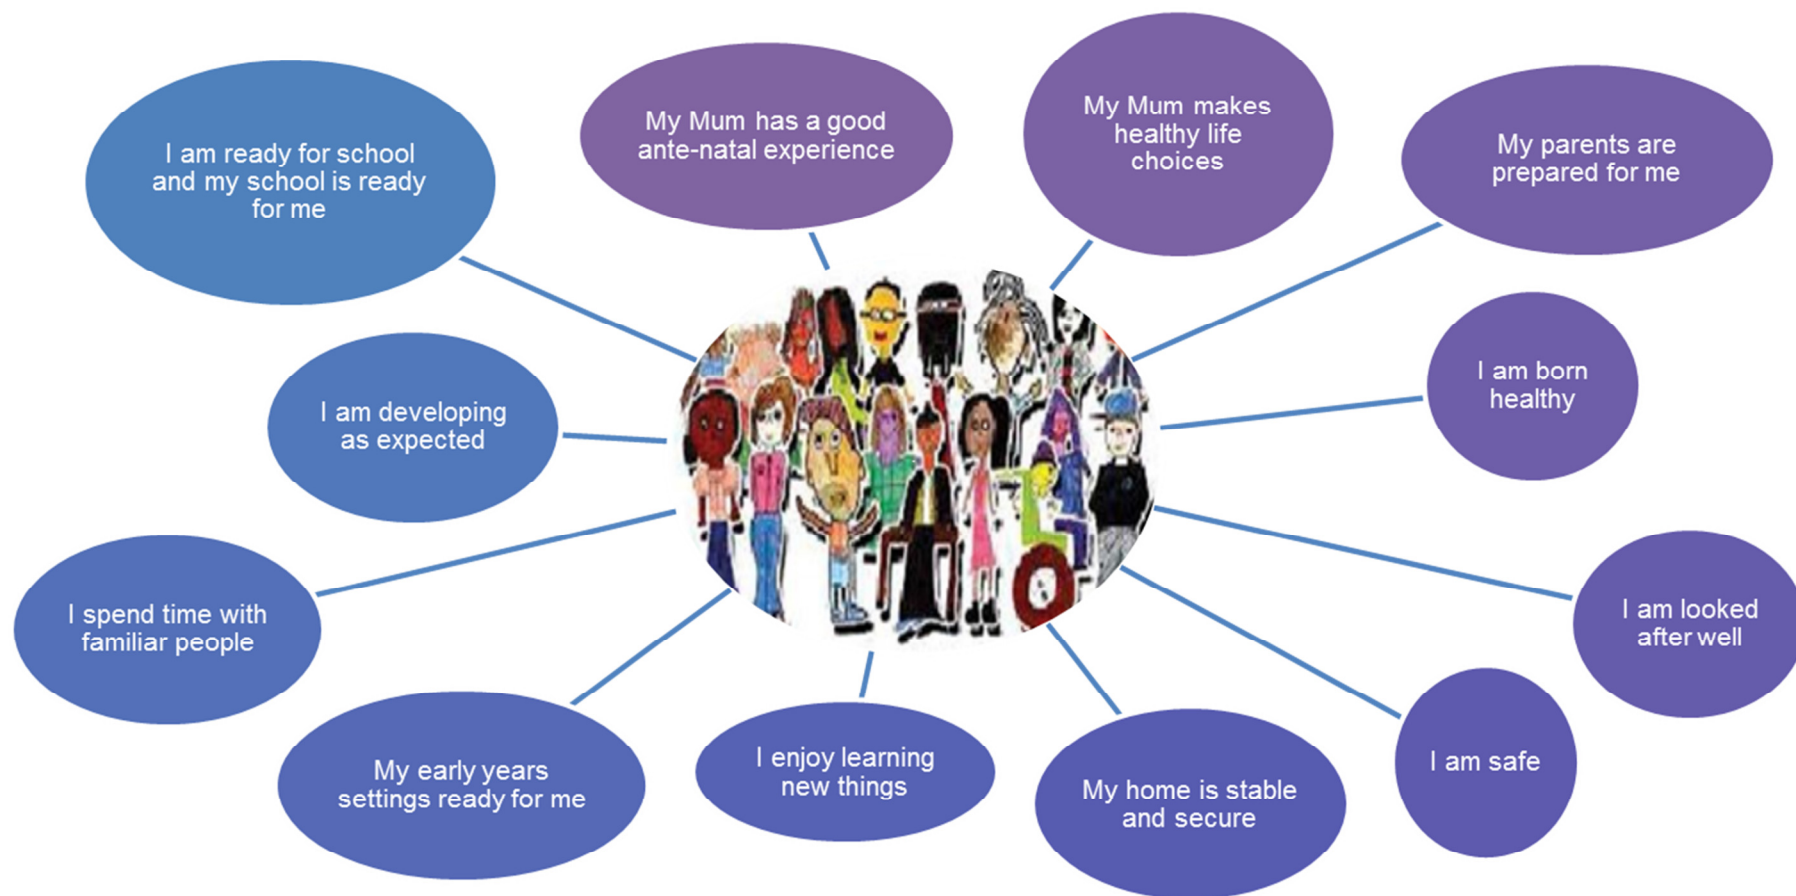 My Mum has a good
ante-natal experience
My Mum makes
healthy life
choices
My parents are
prepared for me
I am born
healthy
I am looked
after well
I am safe
My home is stable
and secure
I enjoy learning
new things
My early years
settings ready for me
I spend time with
familiar people
I am developing
as expected
I am ready for school
and my school is ready
for me